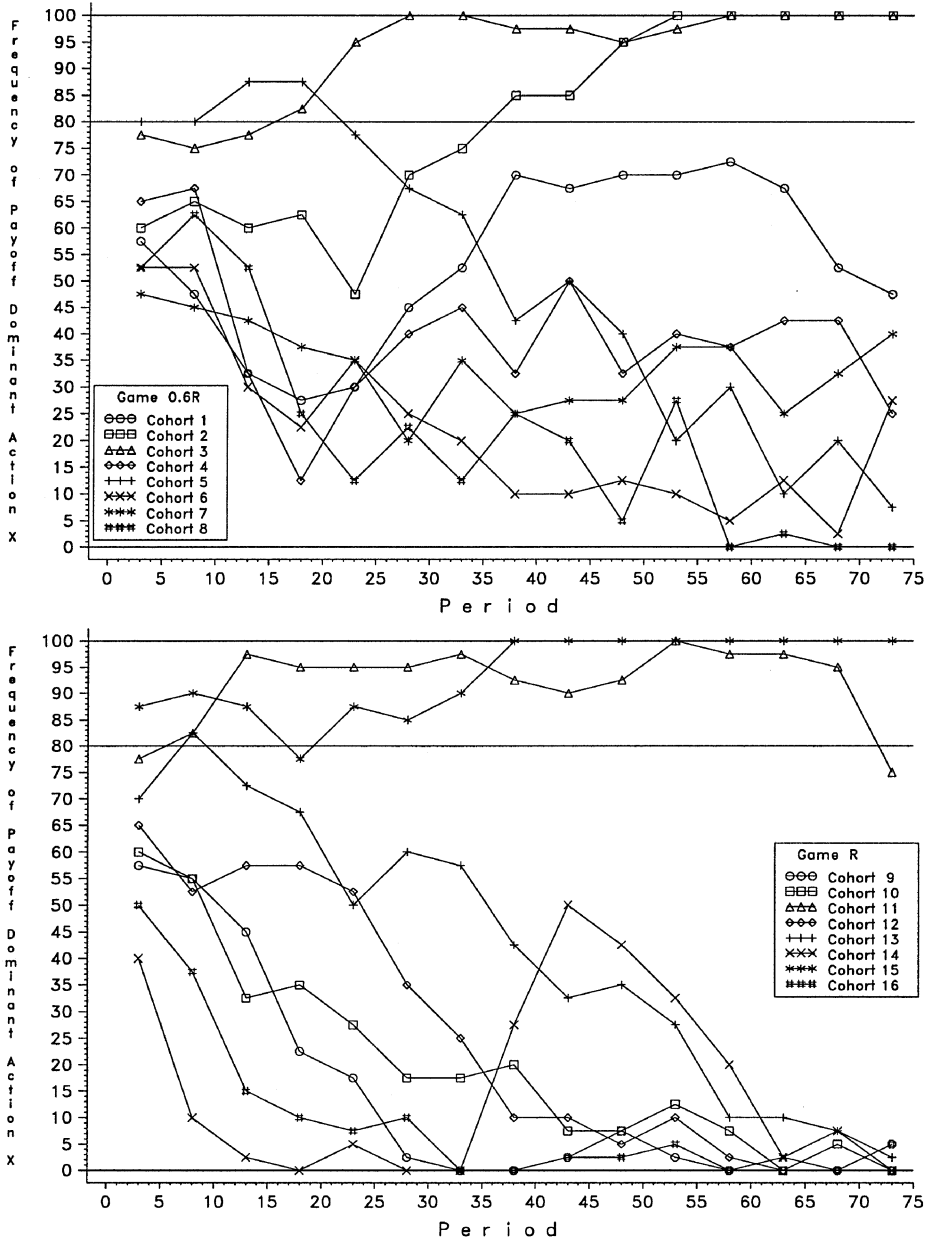 Frequency of Payoff Dominant Action X
100
95
90
85
80
75
70
65
60
55
50
45
40
35
30
25
20
15
10
5
0
Game 0.6R
Cohort 1
Cohort 2
Cohort 3
Cohort 4
Cohort 5
Cohort 6
Cohort 7
Cohort 8
0 5 10 15 20 25 30 35 40 45 50 55 60 65 70 75
Period
Frequency of Payoff Dominant Action X
100
95
90
85
80
75
70
65
60
55
50
45
40
35
30
25
20
15
10
5
0
Game R
Cohort 9
Cohort 10
Cohort 11
Cohort 12
Cohort 13
Cohort 14
Cohort 15
Cohort 16
0 5 10 15 20 25 30 35 40 45 50 55 60 65 70 75
Period